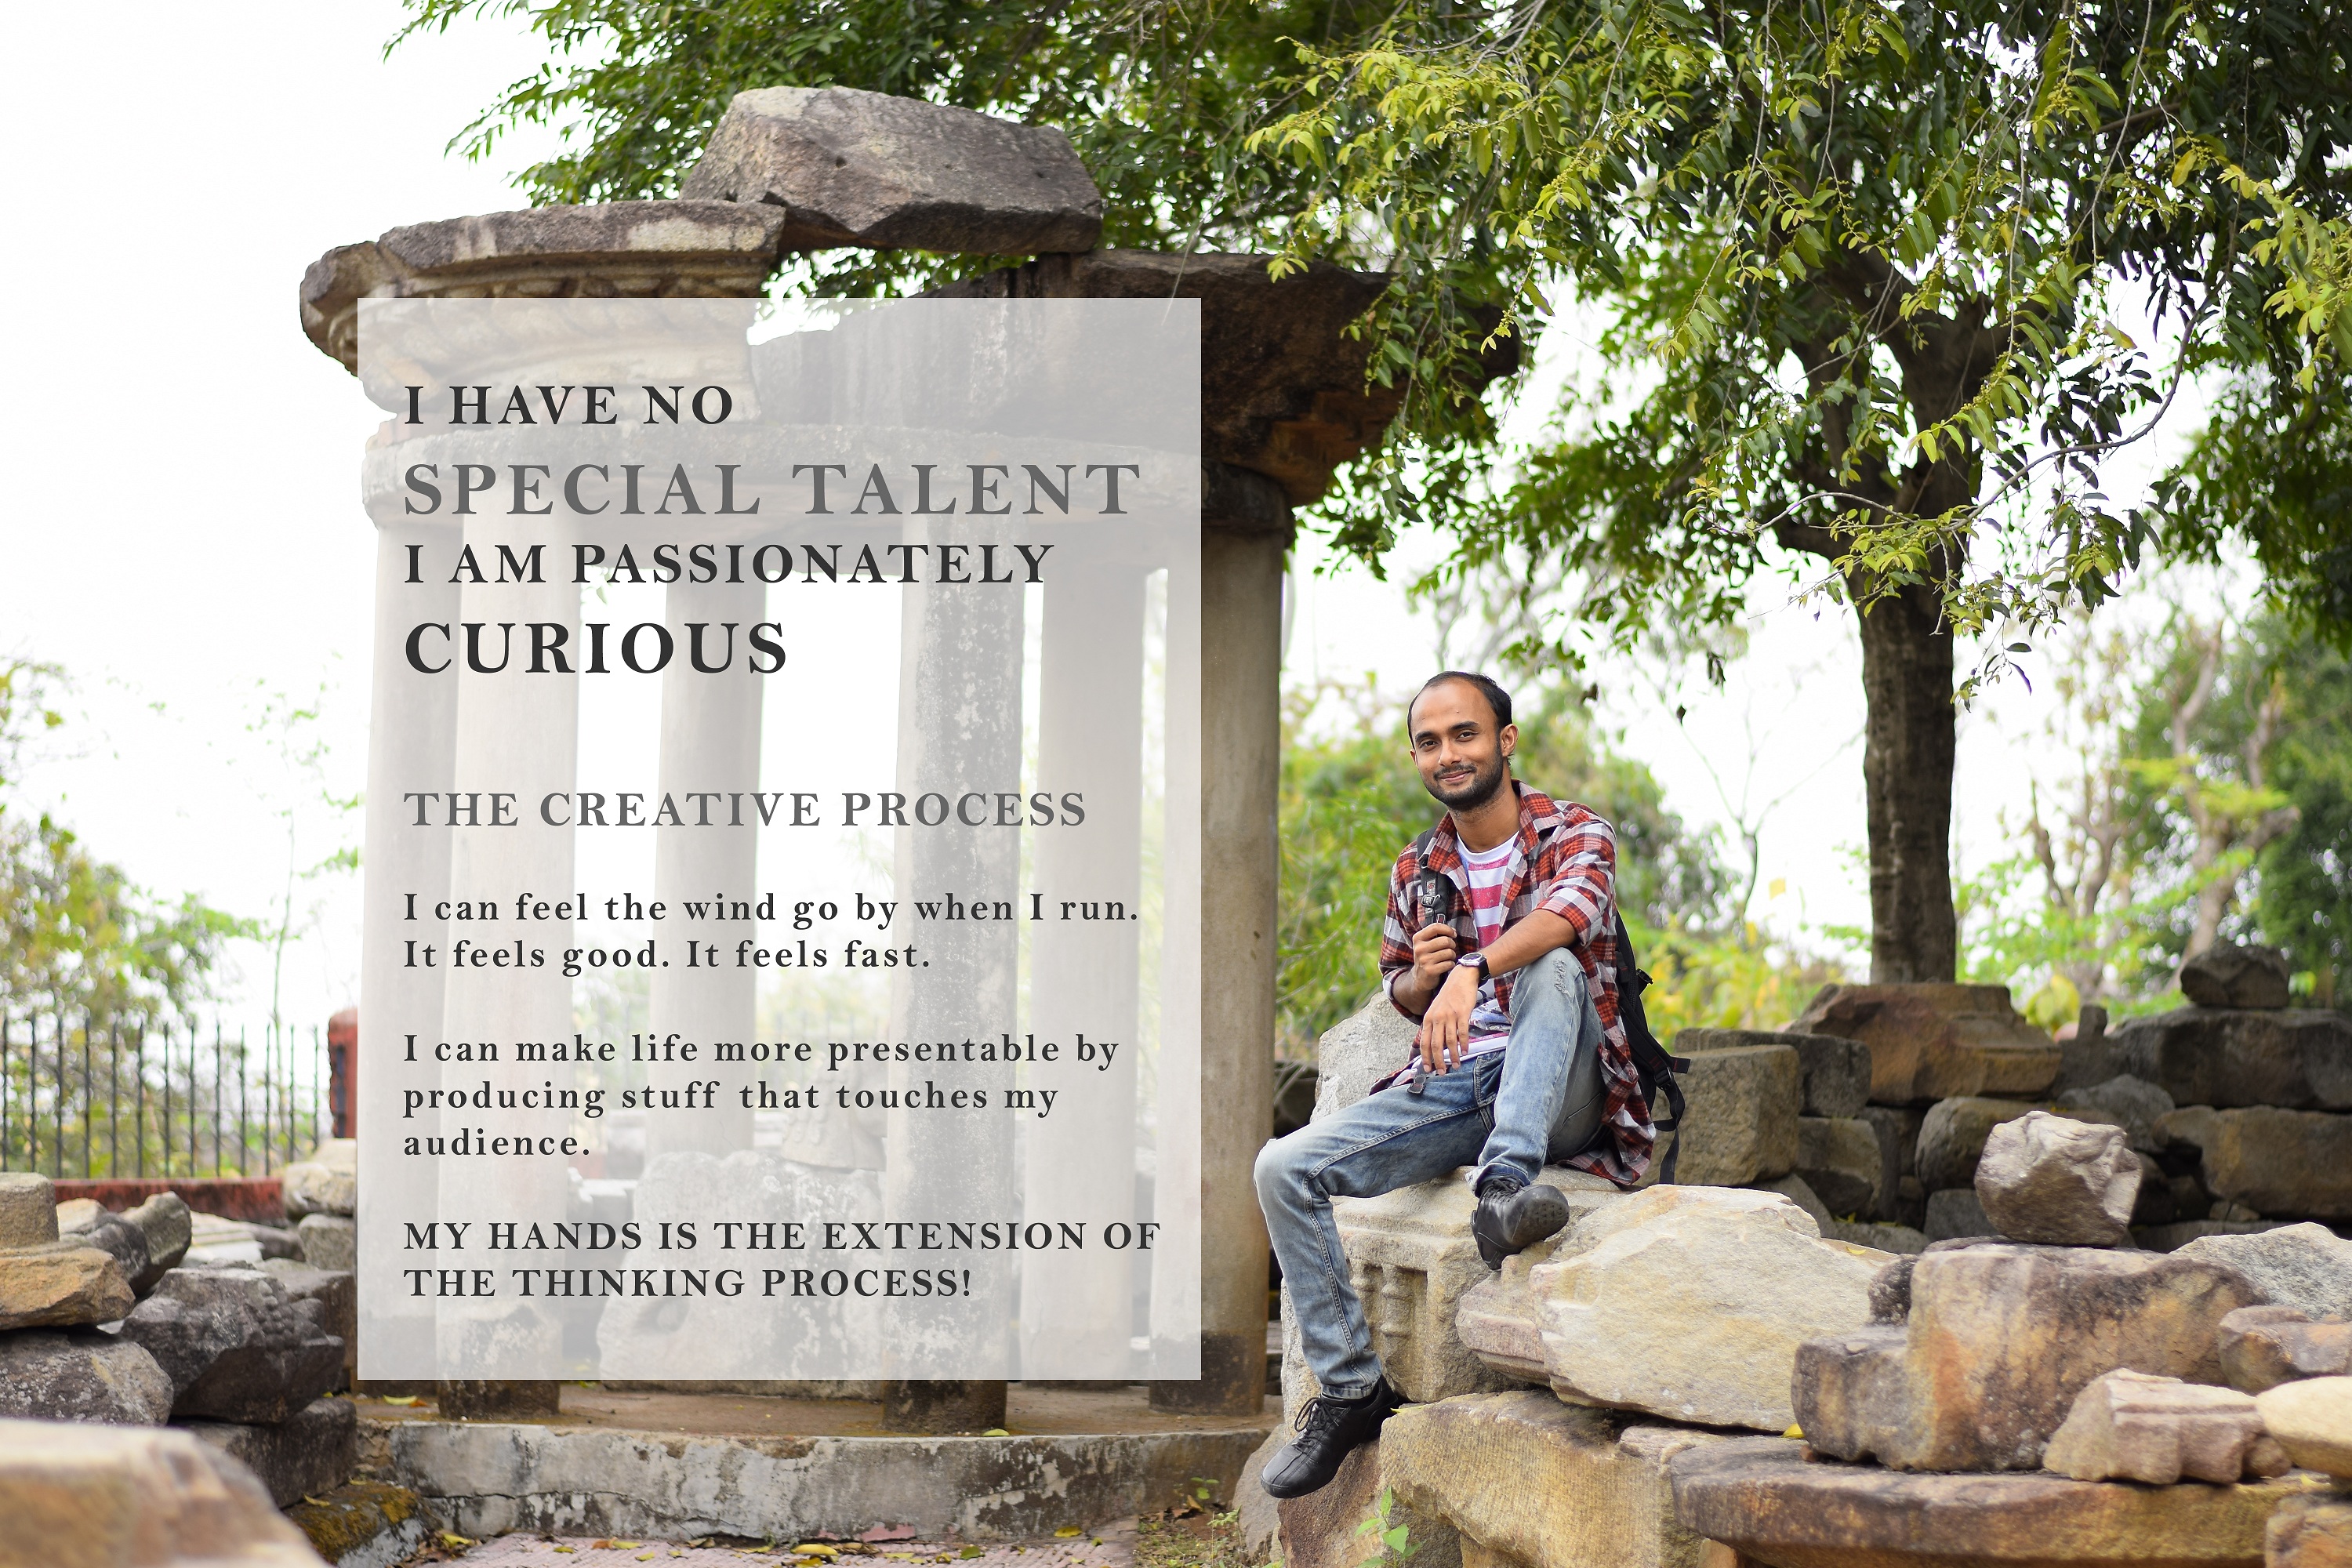 I HAVE NO
SPECIAL TALENT
I AM PASSIONATELY
CURIOUS
THE CREATIVE PROCESS
I can feel the wind go by when I run.
It feels good. It feels fast.
I can make life more presentable by
producing stuff that touches my
audience.
MY HANDS IS THE EXTENSION OF
THE THINKING PROCESS!